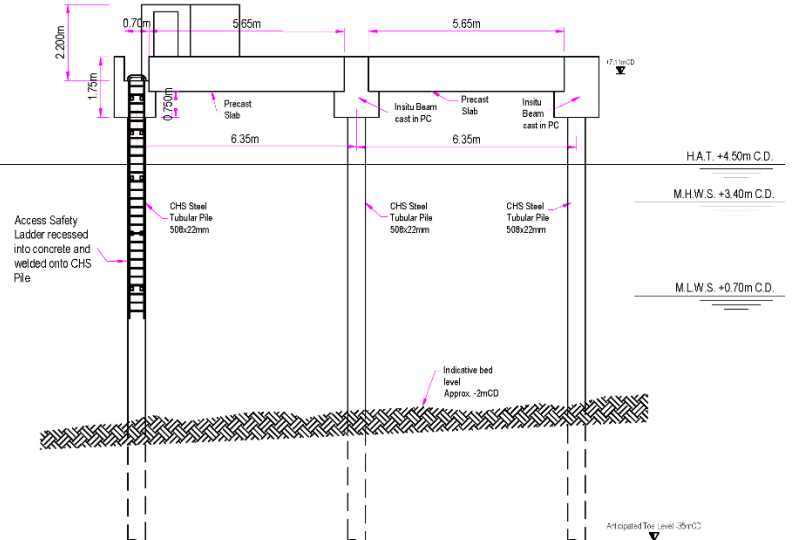 0.70m
5.65m
5.65m
2.200m
1.75m
0.750m
+7.11mCD
Precast
Slab
Insitu Beam
cast in PC
Precast
Slab
Insitu
Beam
cast in PC
6.35m
6.35m
H.A.T. +4.50m C.D.
M.H.W.S. +3.40m C.D.
CHS Steel
Tubular Pile
508x22mm
CHS Steel
Tubular Pile
508x22mm
CHS Steel
Tubular Pile
508x22mm
Access Safety
Ladder recessed
into concrete and
welded onto CHS
Pile
M.L.W.S. +0.70m C.D.
Indicative bed
level
Approx. -2mCD
Anticipated Toe Level -35mCD